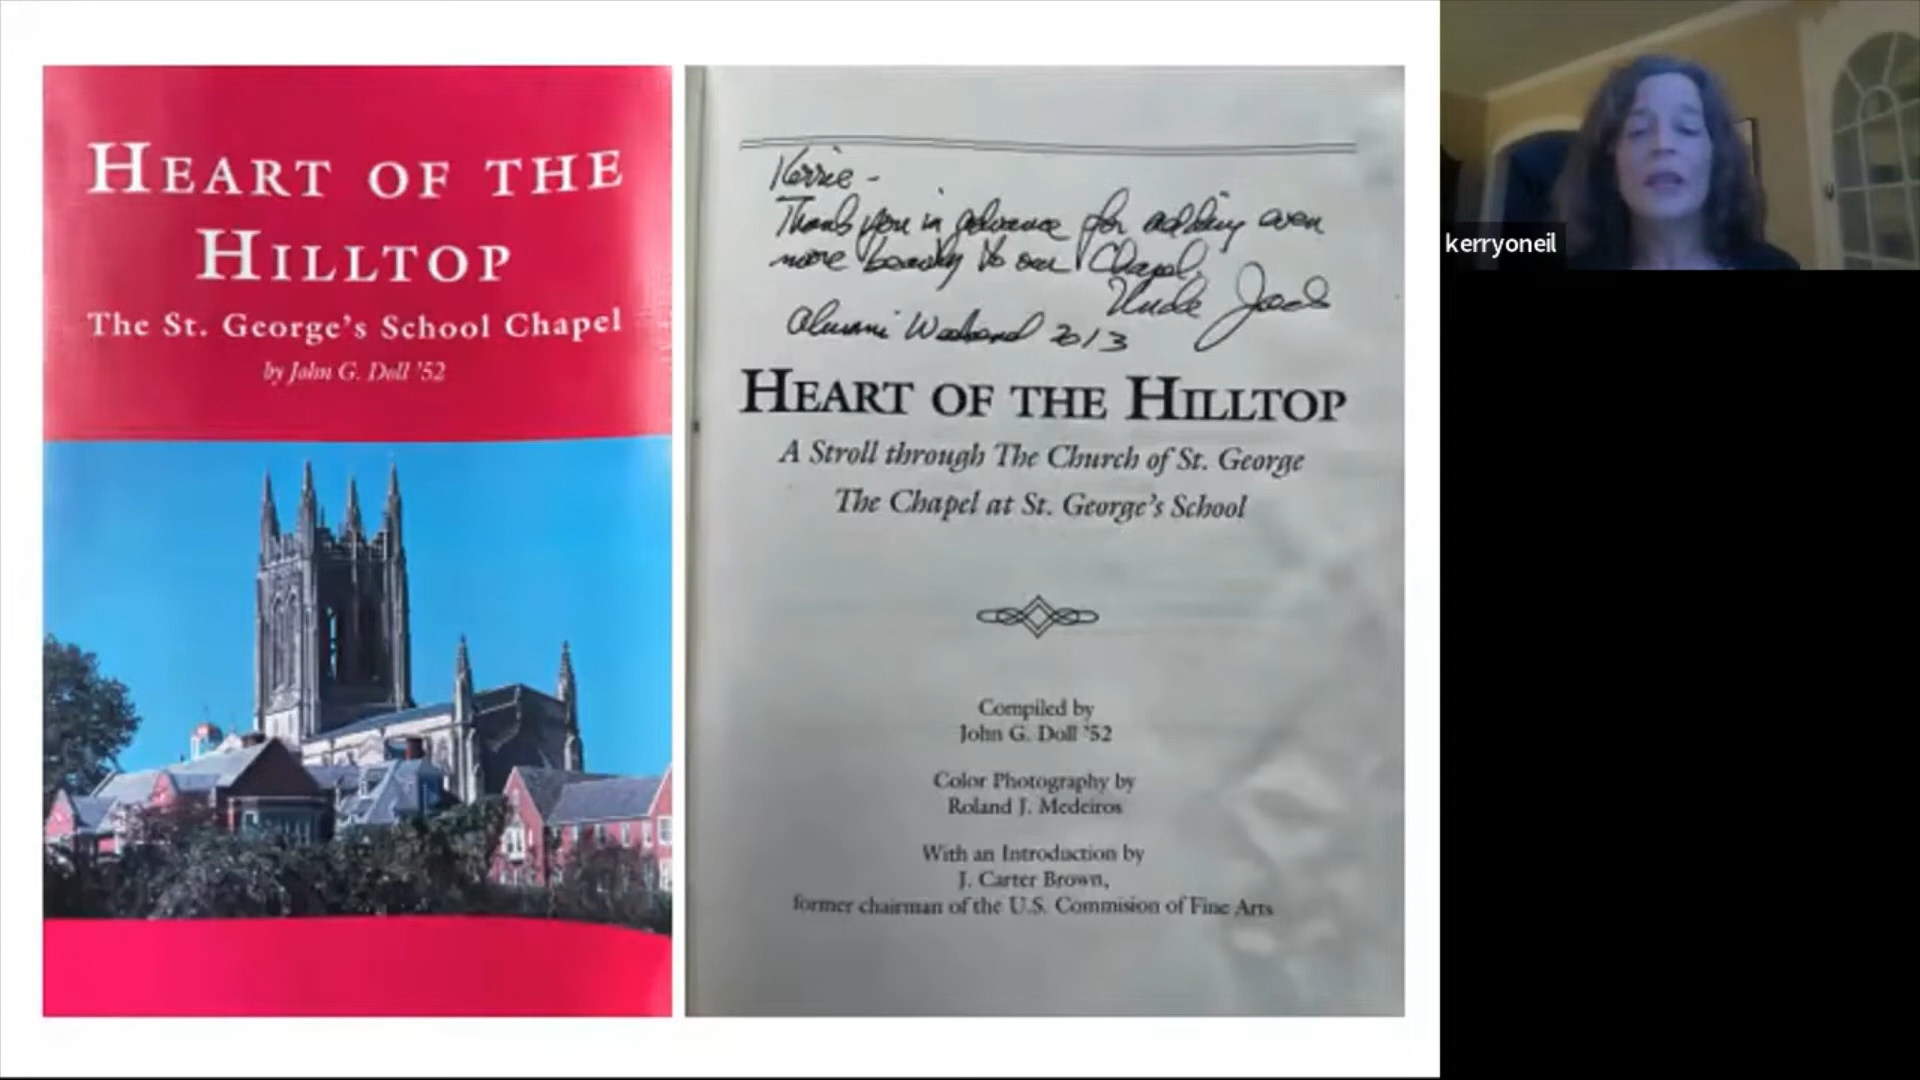 HEART OF THE
HILLTOP
The St. George's School Chapel
by John G. Doll '52
Kerrie -
Thank you in advance for adding even
more beauty to our Chapel,
Uncle Jack
Alumni Weekend 2013
HEART OF THE HILLTOP
A Stroll through The Church of St. George
The Chapel at St. George's School
Compiled by
John G. Doll '52
Color Photography by
Roland J. Medeiros
With an Introduction by
J. Carter Brown,
former chairman of the U.S. Commision of Fine Arts
kerryoneil